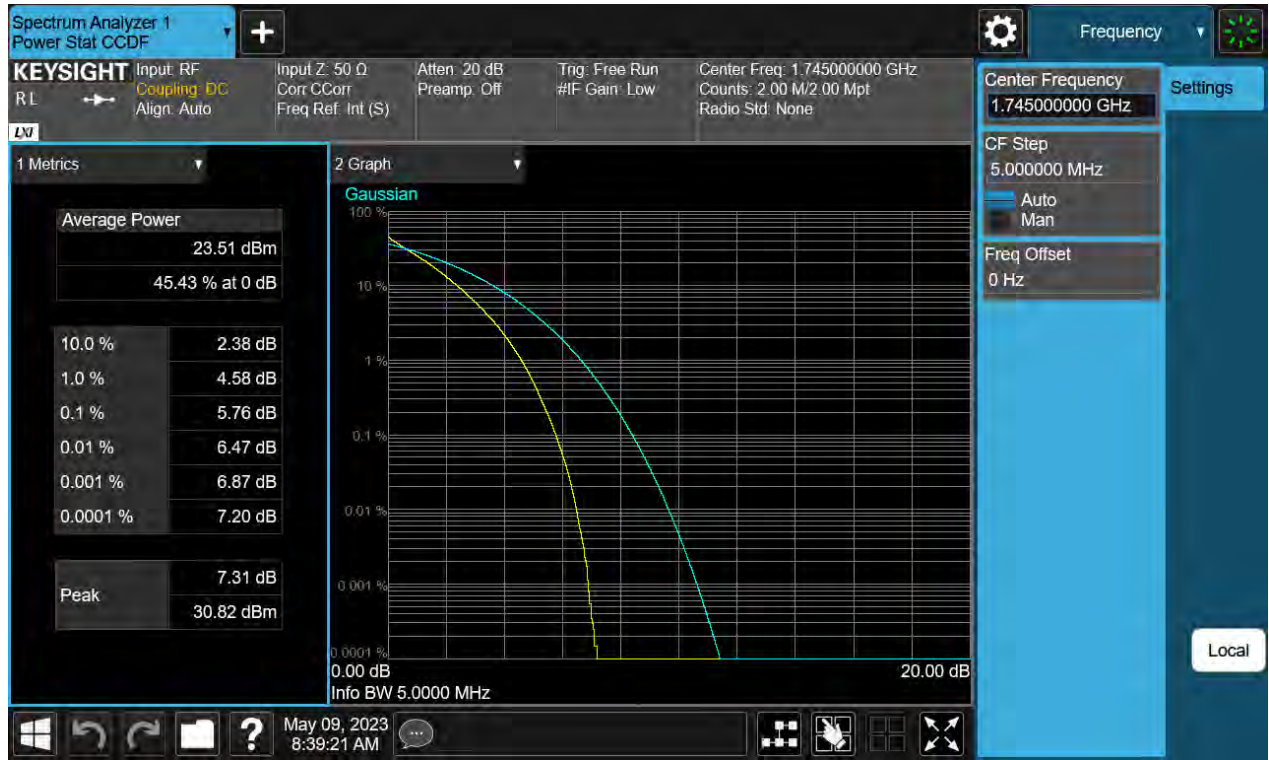 Spectrum Analyzer 1
Power Stat CCDF
Frequency
KEYSIGHT
RL
LXI
Input: RF
Coupling: DC
Align: Auto
Input Z: 50 Ω
Corr CCorr
Freq Ref: Int (S)
Atten: 20 dB
Preamp: Off
Trig: Free Run
#IF Gain: Low
Center Freq: 1.745000000 GHz
Counts: 2.00 M/2.00 Mpt
Radio Std: None
Center Frequency
1.745000000 GHz
Settings
CF Step
5.000000 MHz
Auto
Man
Freq Offset
0 Hz
1 Metrics
Average Power
23.51 dBm
45.43 % at 0 dB
10.0 % 2.38 dB
1.0 % 4.58 dB
0.1 % 5.76 dB
0.01 % 6.47 dB
0.001 % 6.87 dB
0.0001 % 7.20 dB
Peak 7.31 dB
30.82 dBm
2 Graph
Gaussian
100 %
10 %
1 %
0.1 %
0.01 %
0.001 %
0.0001 %
0.00 dB 20.00 dB
Info BW 5.0000 MHz
Local
?
May 09, 2023
8:39:21 AM